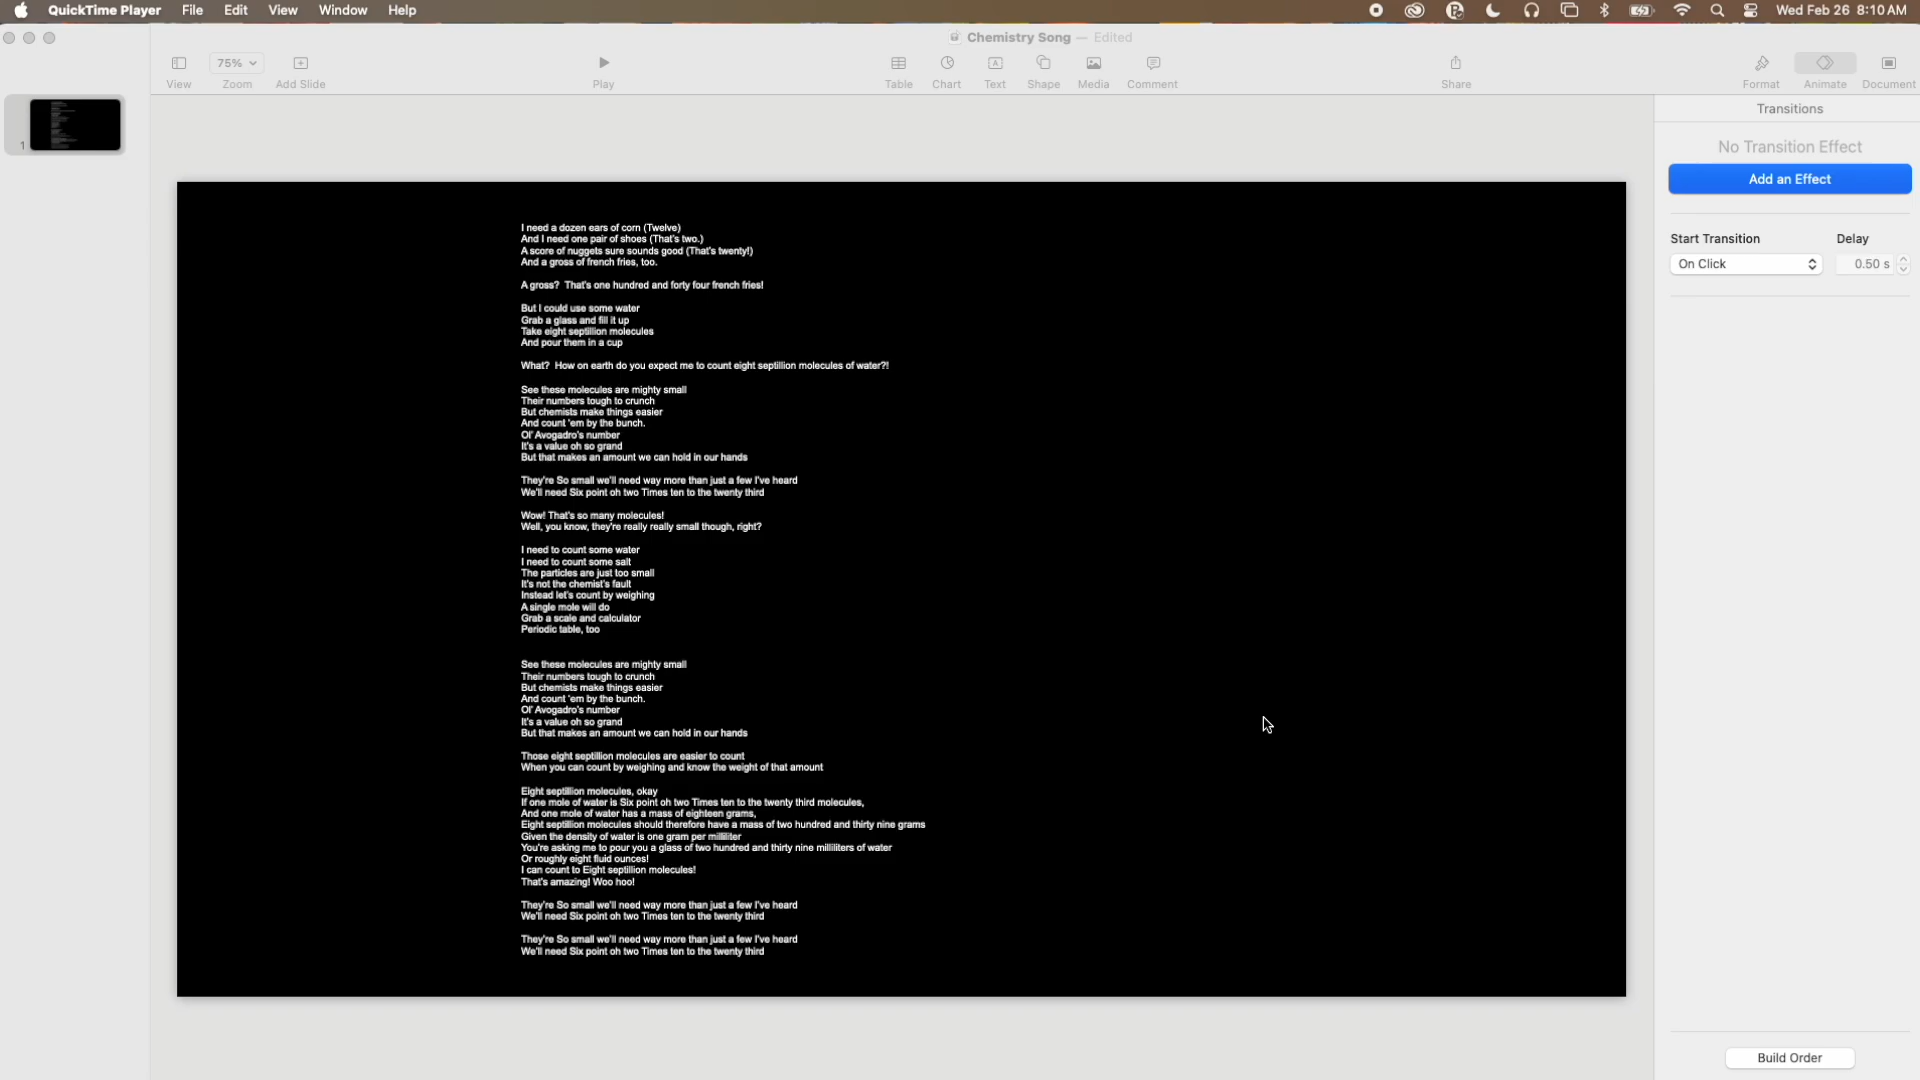 QuickTime Player File Edit View Window Help Wed Feb 26 8:10 AM
Chemistry Song — Edited
75%
View Zoom Add Slide Play Table Chart Text Shape Media Comment Share Format Animate Document
1
I need a dozen ears of corn (Twelve)
And I need one pair of shoes (That's two.)
A score of nuggets sure sounds good (That's twenty!)
And a gross of french fries, too.
A gross? That's one hundred and forty four french fries!
But I could use some water
Grab a glass and fill it up
Take eight septillion molecules
And pour them in a cup
What? How on earth do you expect me to count eight septillion molecules of water?!
See these molecules are mighty small
Their numbers tough to crunch
But chemists make things easier
And count 'em by the bunch.
Ol' Avogadro's number
It's a value oh so grand
But that makes an amount we can hold in our hands
They're So small we'll need way more than just a few I've heard
We'll need Six point oh two Times ten to the twenty third
Wow! That's so many molecules!
Well, you know, they're really really small though, right?
I need to count some water
I need to count some salt
The particles are just too small
It's not the chemist's fault
Instead let's count by weighing
A single mole will do
Grab a scale and calculator
Periodic table, too
See these molecules are mighty small
Their numbers tough to crunch
But chemists make things easier
And count 'em by the bunch.
Ol' Avogadro's number
It's a value oh so grand
But that makes an amount we can hold in our hands
Those eight septillion molecules are easier to count
When you can count by weighing and know the weight of that amount
Eight septillion molecules, okay
If one mole of water is Six point oh two Times ten to the twenty third molecules,
And one mole of water has a mass of eighteen grams,
Eight septillion molecules should therefore have a mass of two hundred and thirty nine grams
Given the density of water is one gram per milliliter
You're asking me to pour you a glass of two hundred and thirty nine milliliters of water
Or roughly eight fluid ounces!
I can count to Eight septillion molecules!
That's amazing! Woo hoo!
They're So small we'll need way more than just a few I've heard
We'll need Six point oh two Times ten to the twenty third
They're So small we'll need way more than just a few I've heard
We'll need Six point oh two Times ten to the twenty third
Transitions
No Transition Effect
Add an Effect
Start Transition Delay
On Click 0.50 s
Build Order